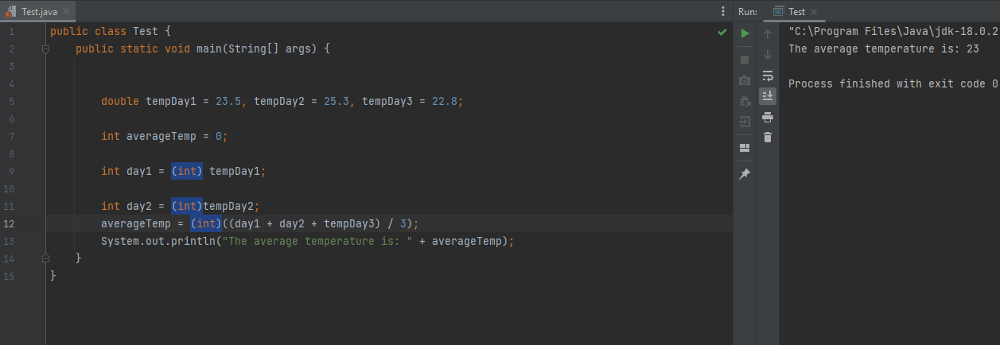 Test.java
1 public class Test {
2 public static void main(String[] args) {
3
4
5 double tempDay1 = 23.5, tempDay2 = 25.3, tempDay3 = 22.8;
6
7 int averageTemp = 0;
8
9 int day1 = (int) tempDay1;
10
11 int day2 = (int)tempDay2;
12 averageTemp = (int)((day1 + day2 + tempDay3) / 3);
13 System.out.println("The average temperature is: " + averageTemp);
14 }
15 }
Run: Test
"C:\Program Files\Java\jdk-18.0.2
The average temperature is: 23
Process finished with exit code 0